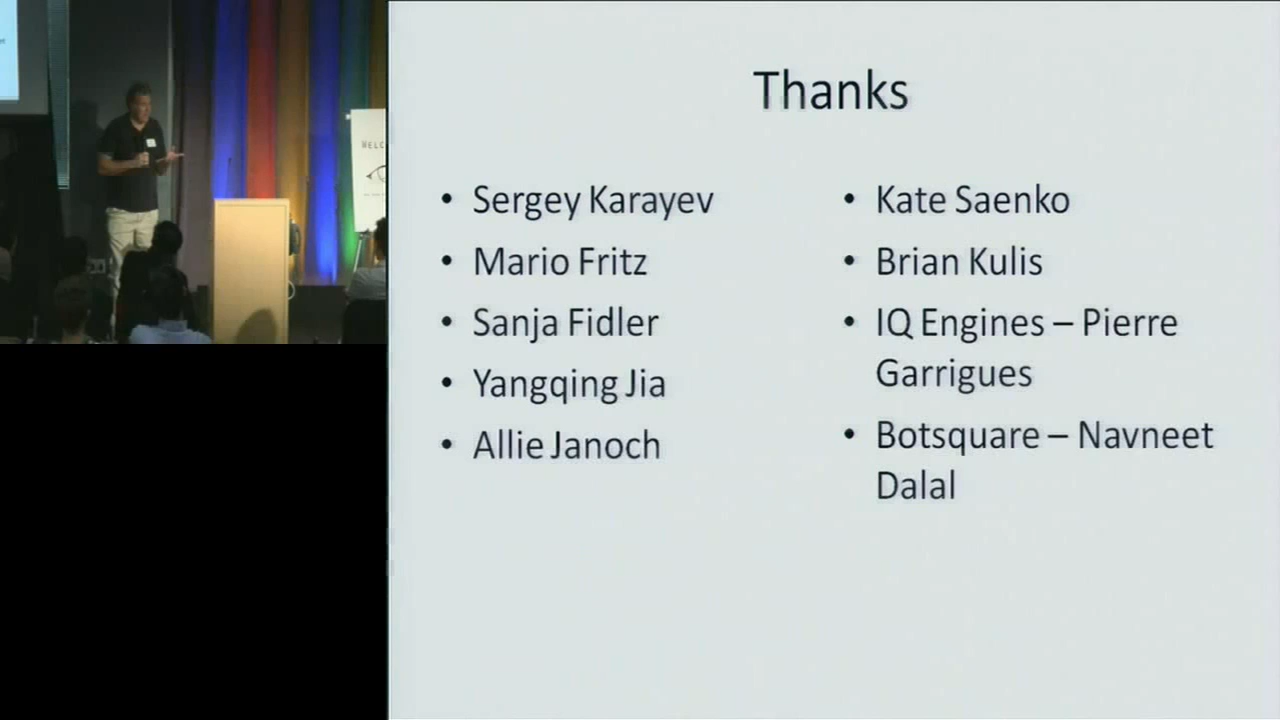 Thanks
• Sergey Karayev
• Mario Fritz
• Sanja Fidler
• Yangqing Jia
• Allie Janoch
• Kate Saenko
• Brian Kulis
• IQ Engines – Pierre
Garrigues
• Botsquare – Navneet
Dalal